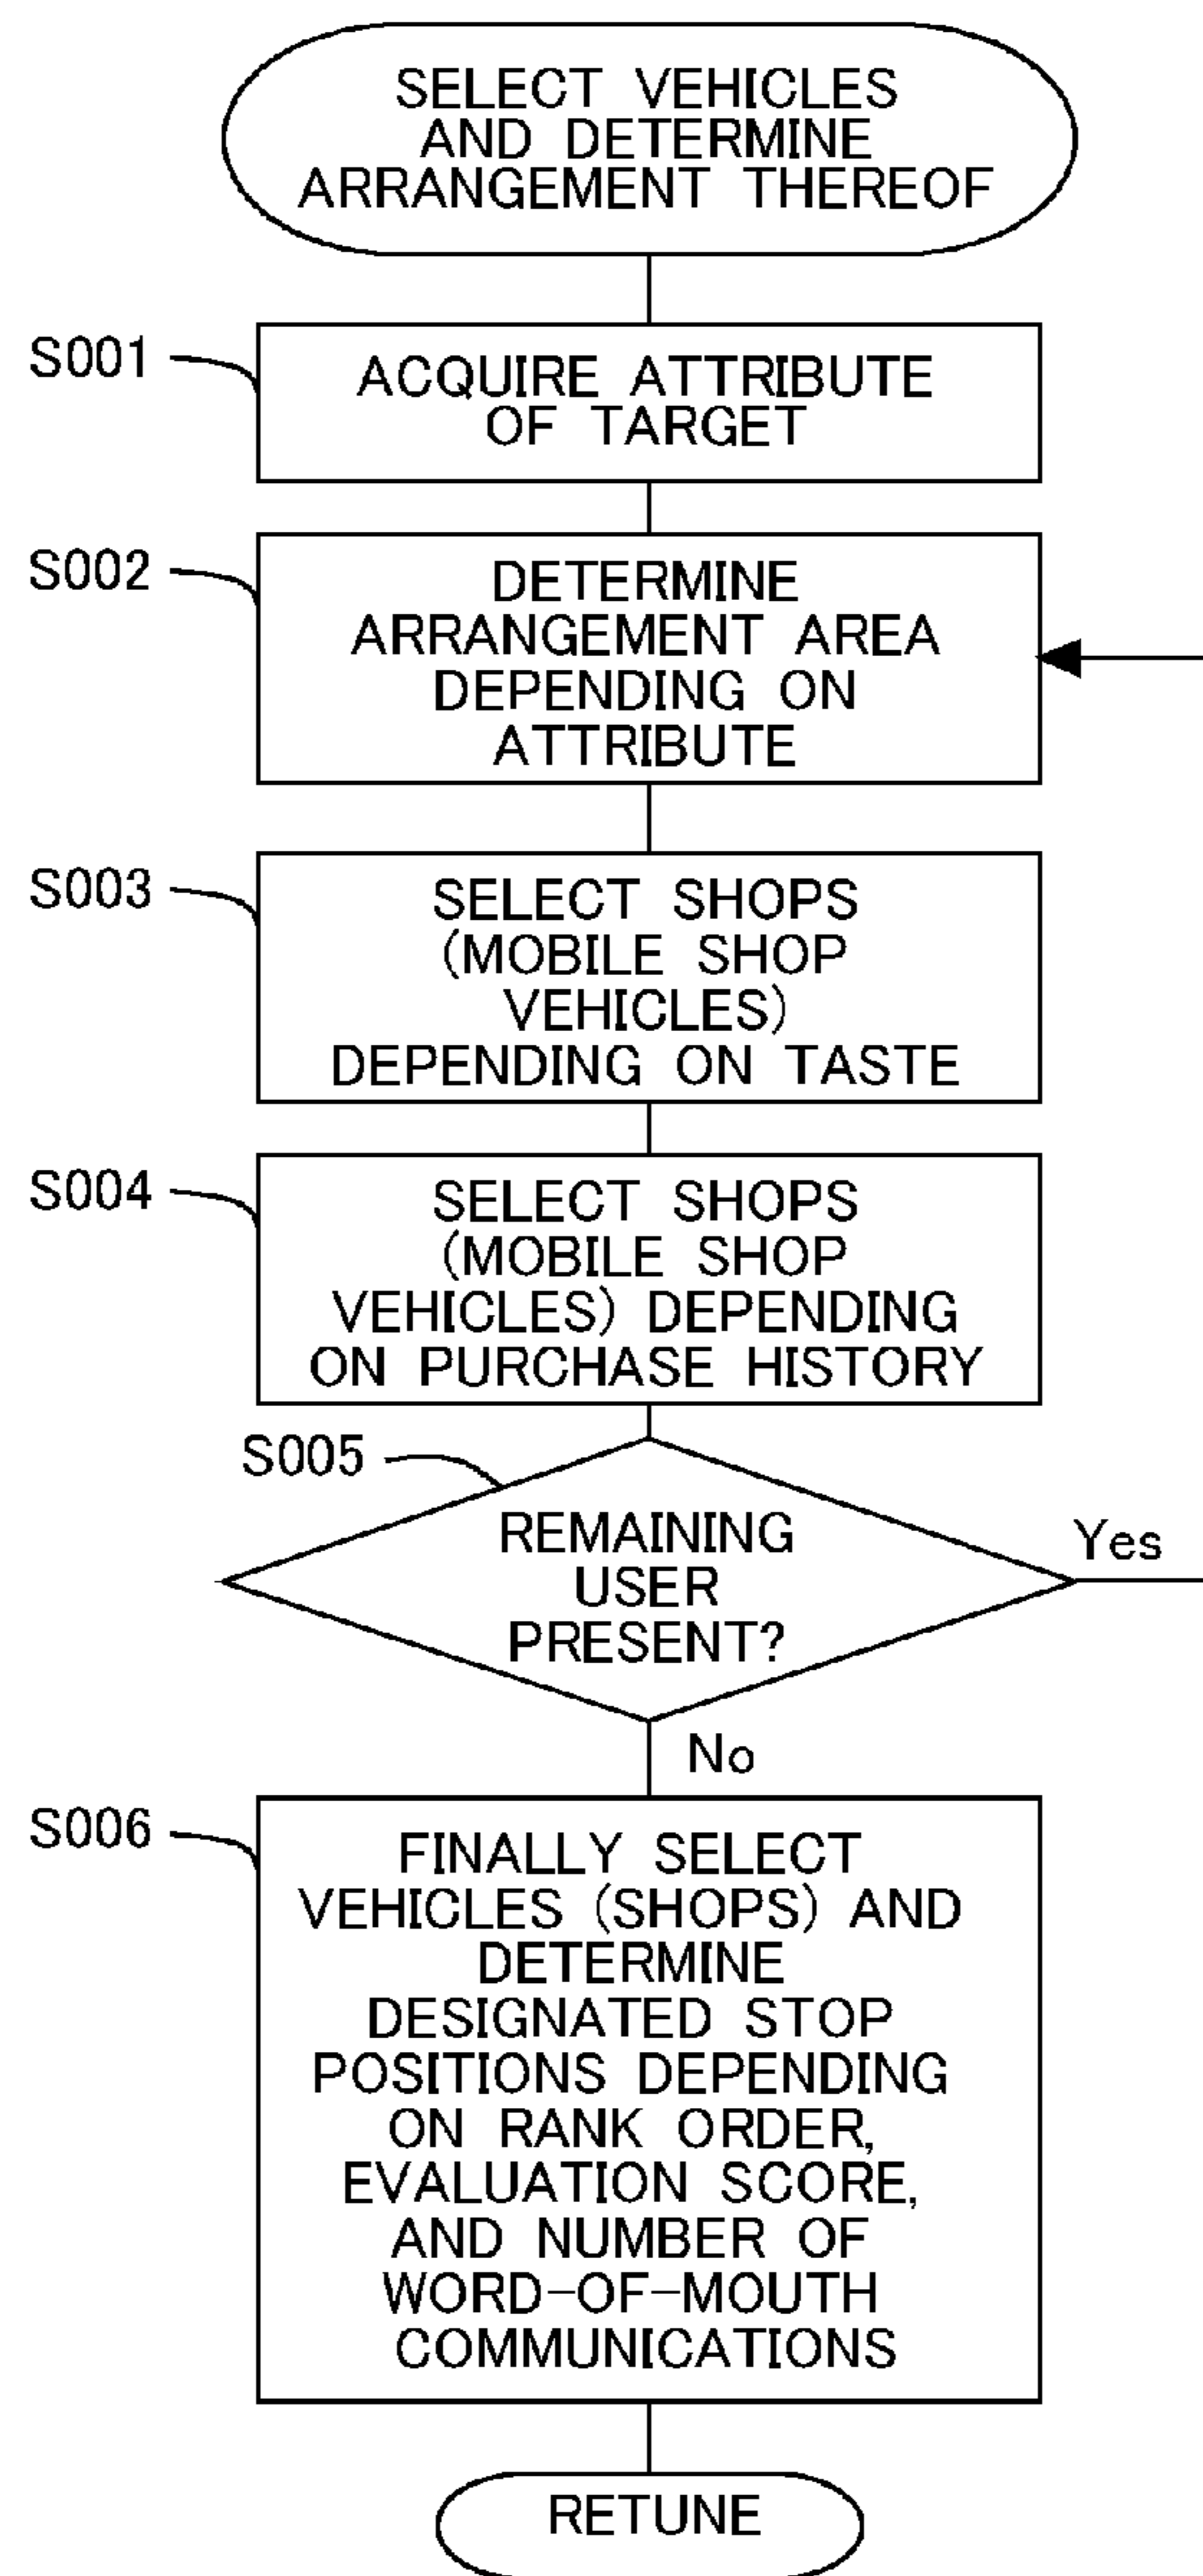 SELECT VEHICLES
AND DETERMINE
ARRANGEMENT THEREOF
S001
ACQUIRE ATTRIBUTE
OF TARGET
S002
DETERMINE
ARRANGEMENT AREA
DEPENDING ON
ATTRIBUTE
S003
SELECT SHOPS
(MOBILE SHOP
VEHICLES)
DEPENDING ON TASTE
S004
SELECT SHOPS
(MOBILE SHOP
VEHICLES) DEPENDING
ON PURCHASE HISTORY
S005
REMAINING
USER
PRESENT?
Yes
No
S006
FINALLY SELECT
VEHICLES (SHOPS) AND
DETERMINE
DESIGNATED STOP
POSITIONS DEPENDING
ON RANK ORDER,
EVALUATION SCORE,
AND NUMBER OF
WORD-OF-MOUTH
COMMUNICATIONS
RETUNE